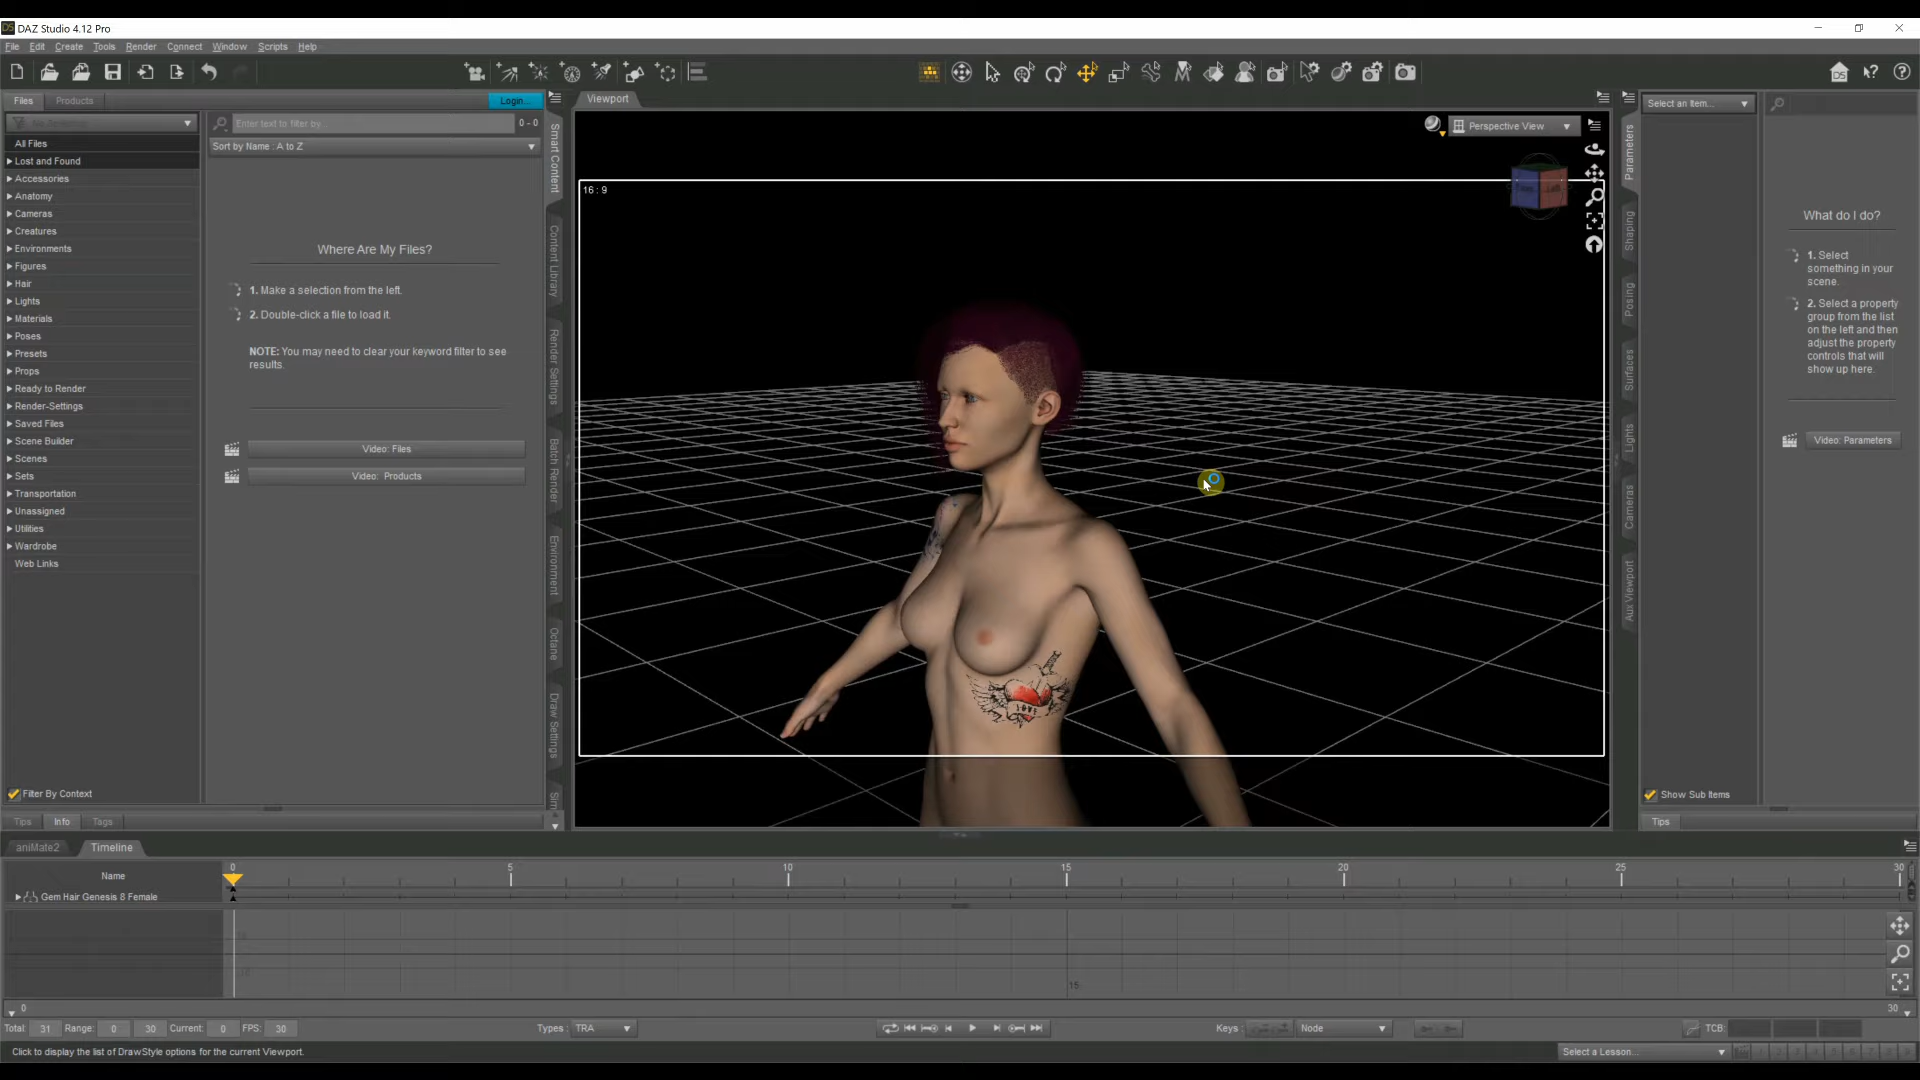 DAZ Studio 4.12 Pro
File Edit Create Tools Render Connect Window Scripts Help
Files Products Login...
Enter text to filter by... 0 - 0
All Files
Sort by Name : A to Z
Lost and Found
Accessories
Anatomy
Cameras
Creatures
Environments
Figures
Hair
Lights
Materials
Poses
Presets
Props
Ready to Render
Render-Settings
Saved Files
Scene Builder
Scenes
Sets
Transportation
Unassigned
Utilities
Wardrobe
Web Links
Filter By Context
Tips Info Tags
Where Are My Files?
1. Make a selection from the left.
2. Double-click a file to load it.
NOTE: You may need to clear your keyword filter to see
results.
Video: Files
Video: Products
Smart Content
Content Library
Render Settings
Batch Render
Environment
Octane
Draw Settings
Sim
Viewport
Perspective View
16 : 9
LOVE
Parameters
Shaping
Posing
Surfaces
Lights
Cameras
Aux Viewport
Select an Item...
What do I do?
1. Select
something in your
scene.
2. Select a property
group from the list
on the left and then
adjust the property
controls that will
show up here.
Video: Parameters
Show Sub Items
Tips
aniMate2 Timeline
Name 0 5 10 15 20 25 30
Gem Hair Genesis 8 Female
15
0 30
Total: 31 Range: 0 30 Current: 0 FPS: 30 Types : TRA Keys : Node TCB:
Click to display the list of DrawStyle options for the current Viewport. Select a Lesson...